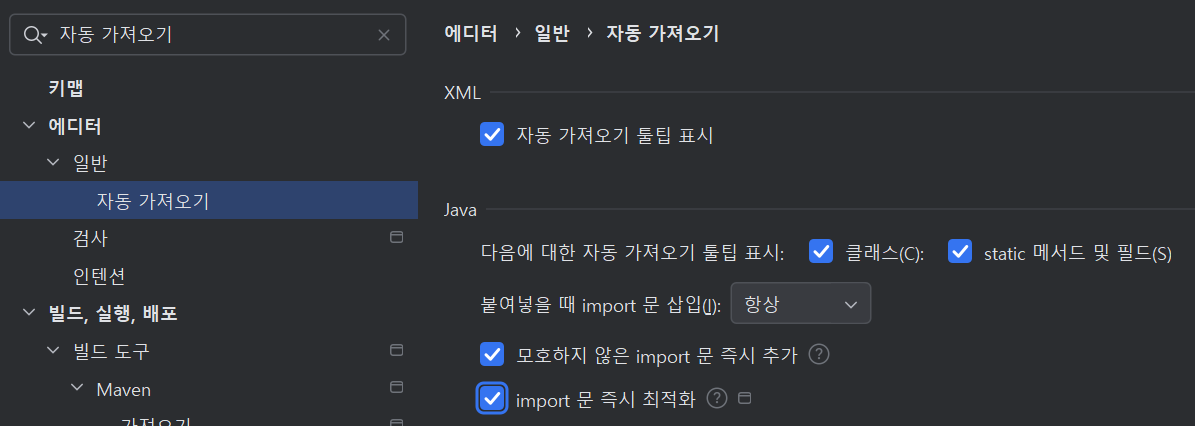 자동 가져오기
키맵
에디터
일반
자동 가져오기
검사
인텐션
빌드, 실행, 배포
빌드 도구
Maven
가져오기
에디터 › 일반 › 자동 가져오기
XML
자동 가져오기 툴팁 표시
Java
다음에 대한 자동 가져오기 툴팁 표시: 클래스(C): static 메서드 및 필드(S)
붙여넣을 때 import 문 삽입(I): 항상
모호하지 않은 import 문 즉시 추가 ?
import 문 즉시 최적화 ?